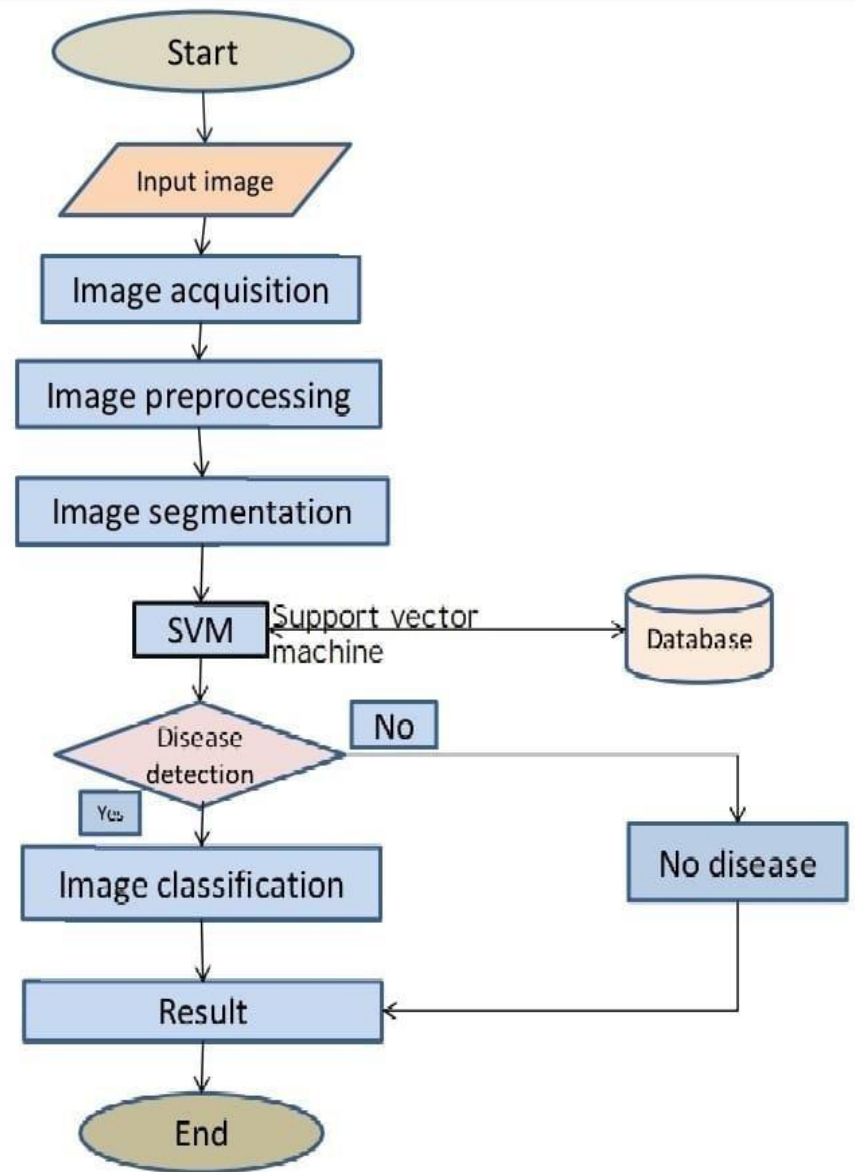 Start
Input image
Image acquisition
Image preprocessing
Image segmentation
SVM
Support vector
machine
Database
Disease
detection
No
Yes
Image classification
No disease
Result
End